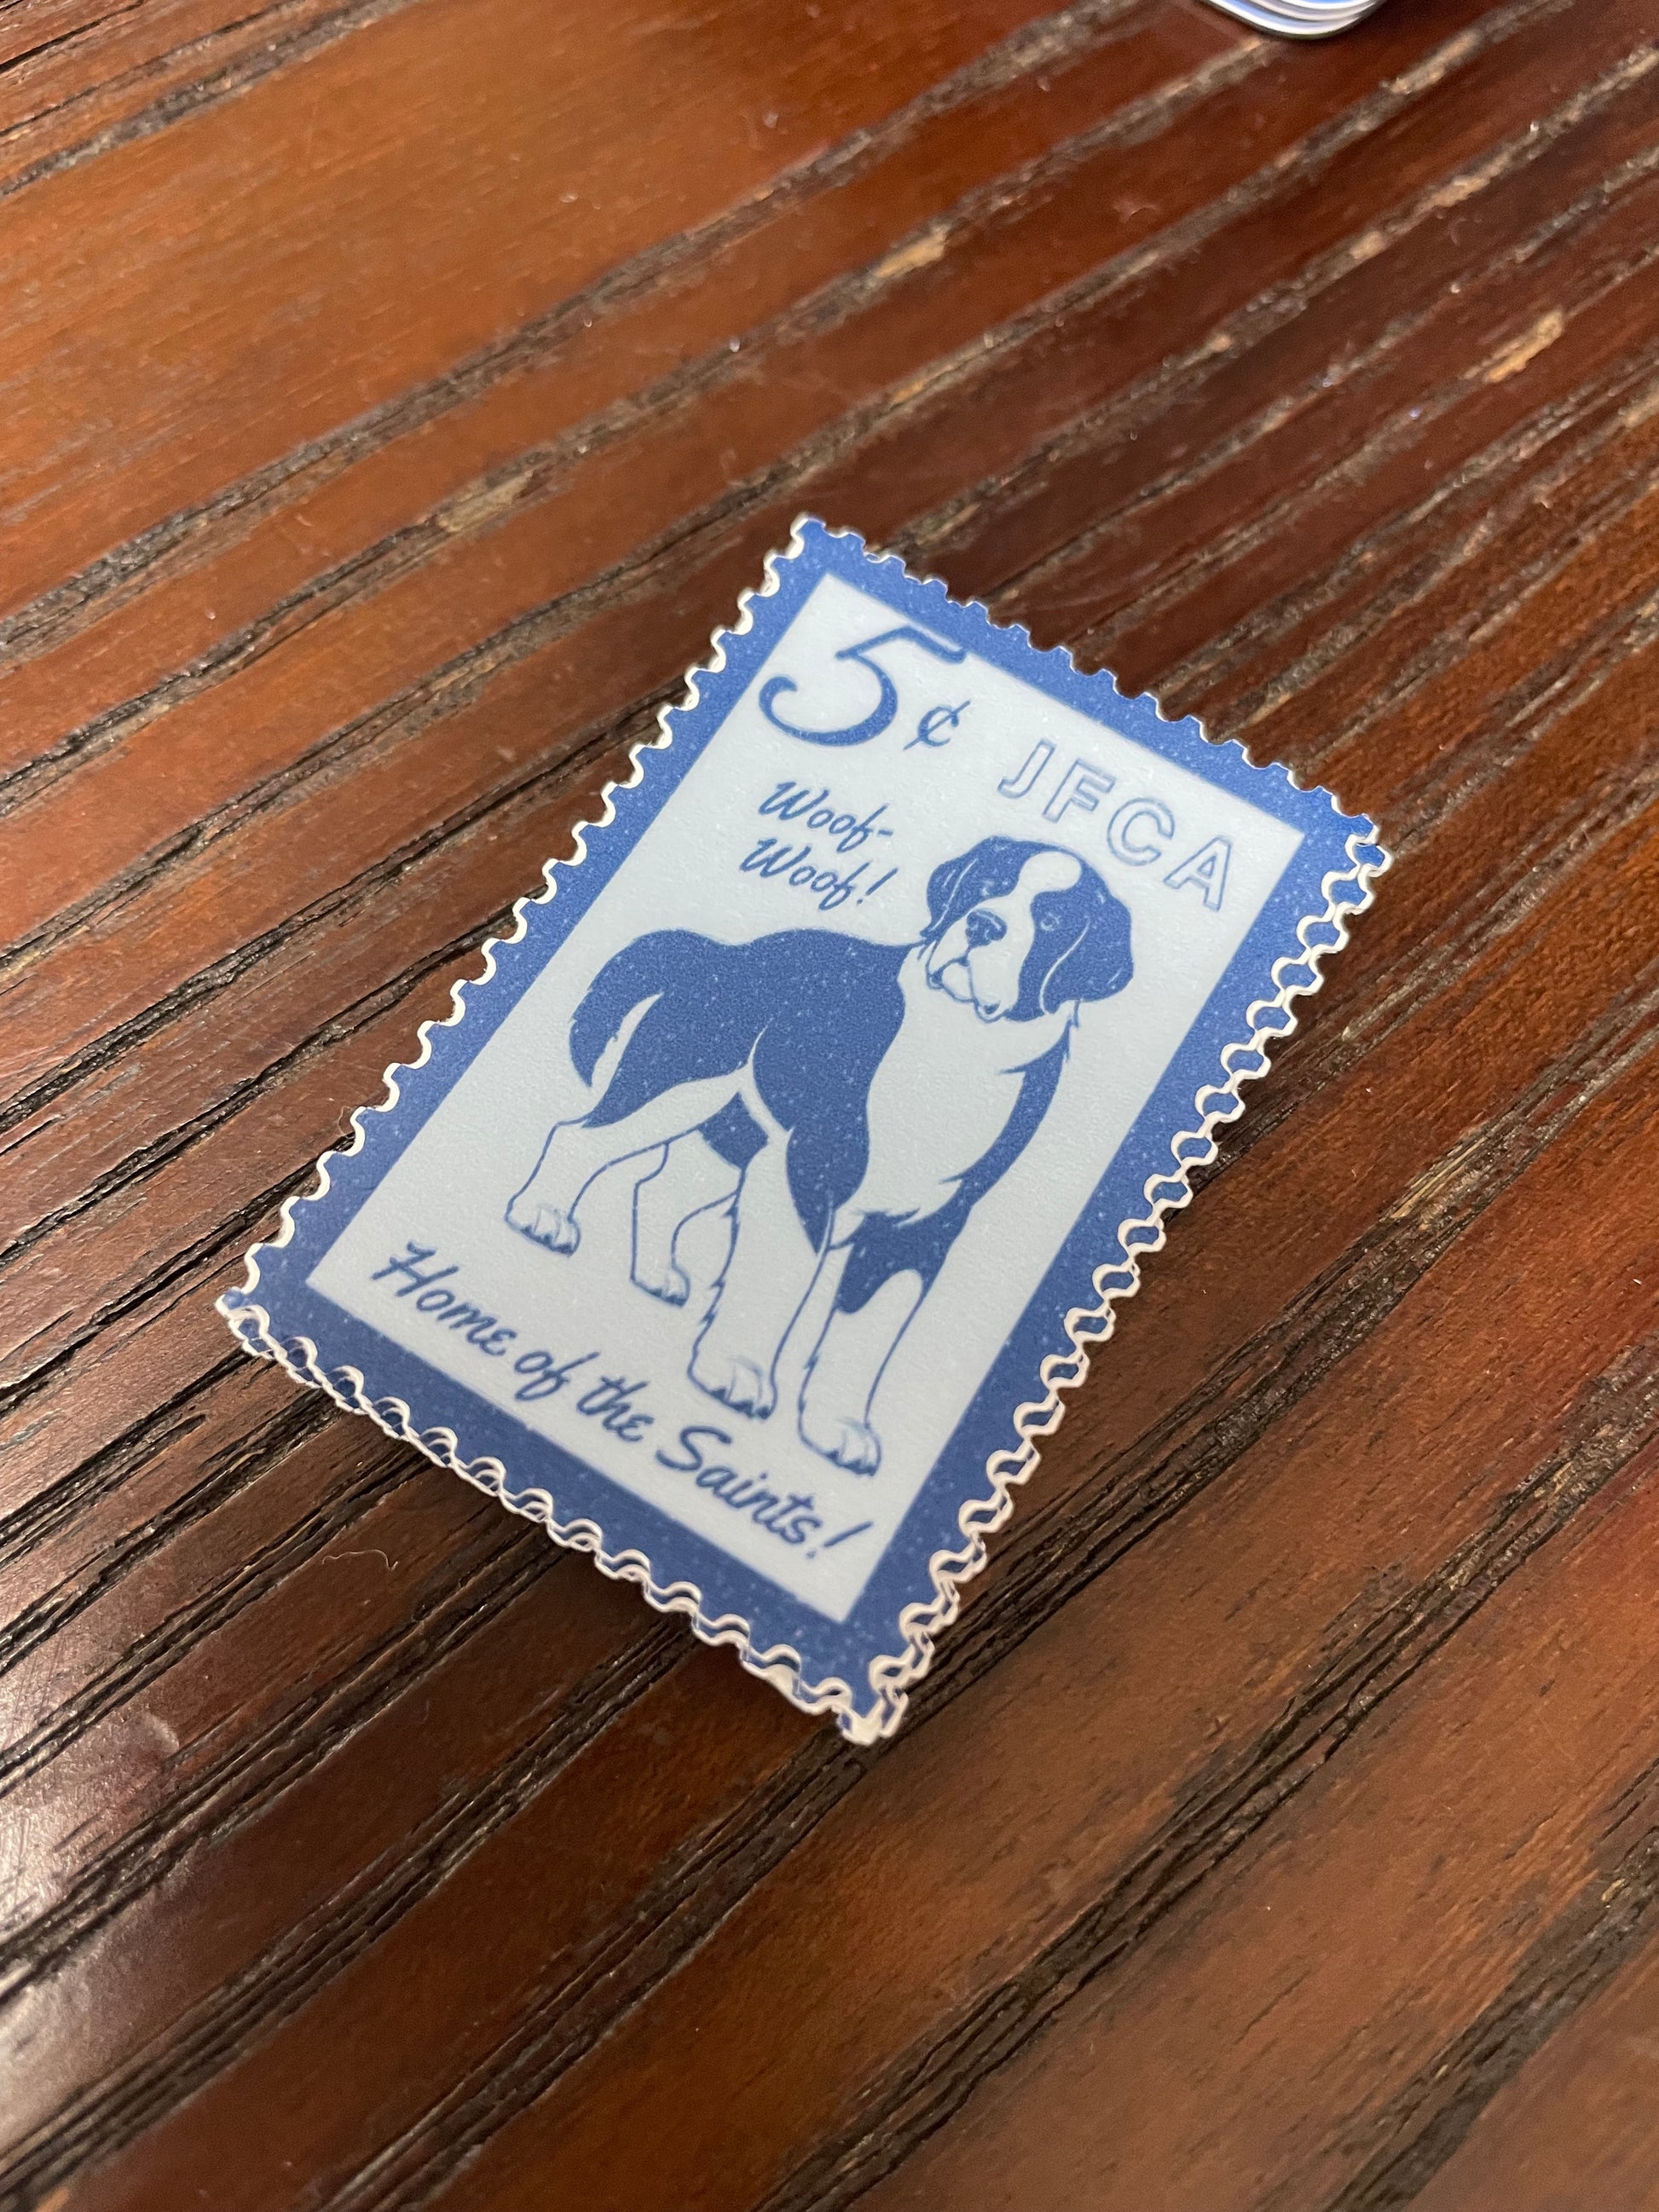 5¢
JFCA
Woof-
Woof!
Home of the Saints!